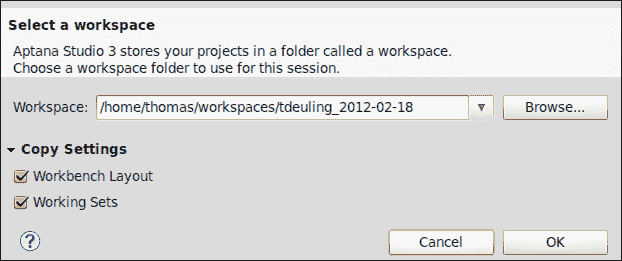 Select a workspace
Aptana Studio 3 stores your projects in a folder called a workspace.
Choose a workspace folder to use for this session.
Workspace: /home/thomas/workspaces/tdeuling_2012-02-18 Browse...
Copy Settings
Workbench Layout
Working Sets
? Cancel OK